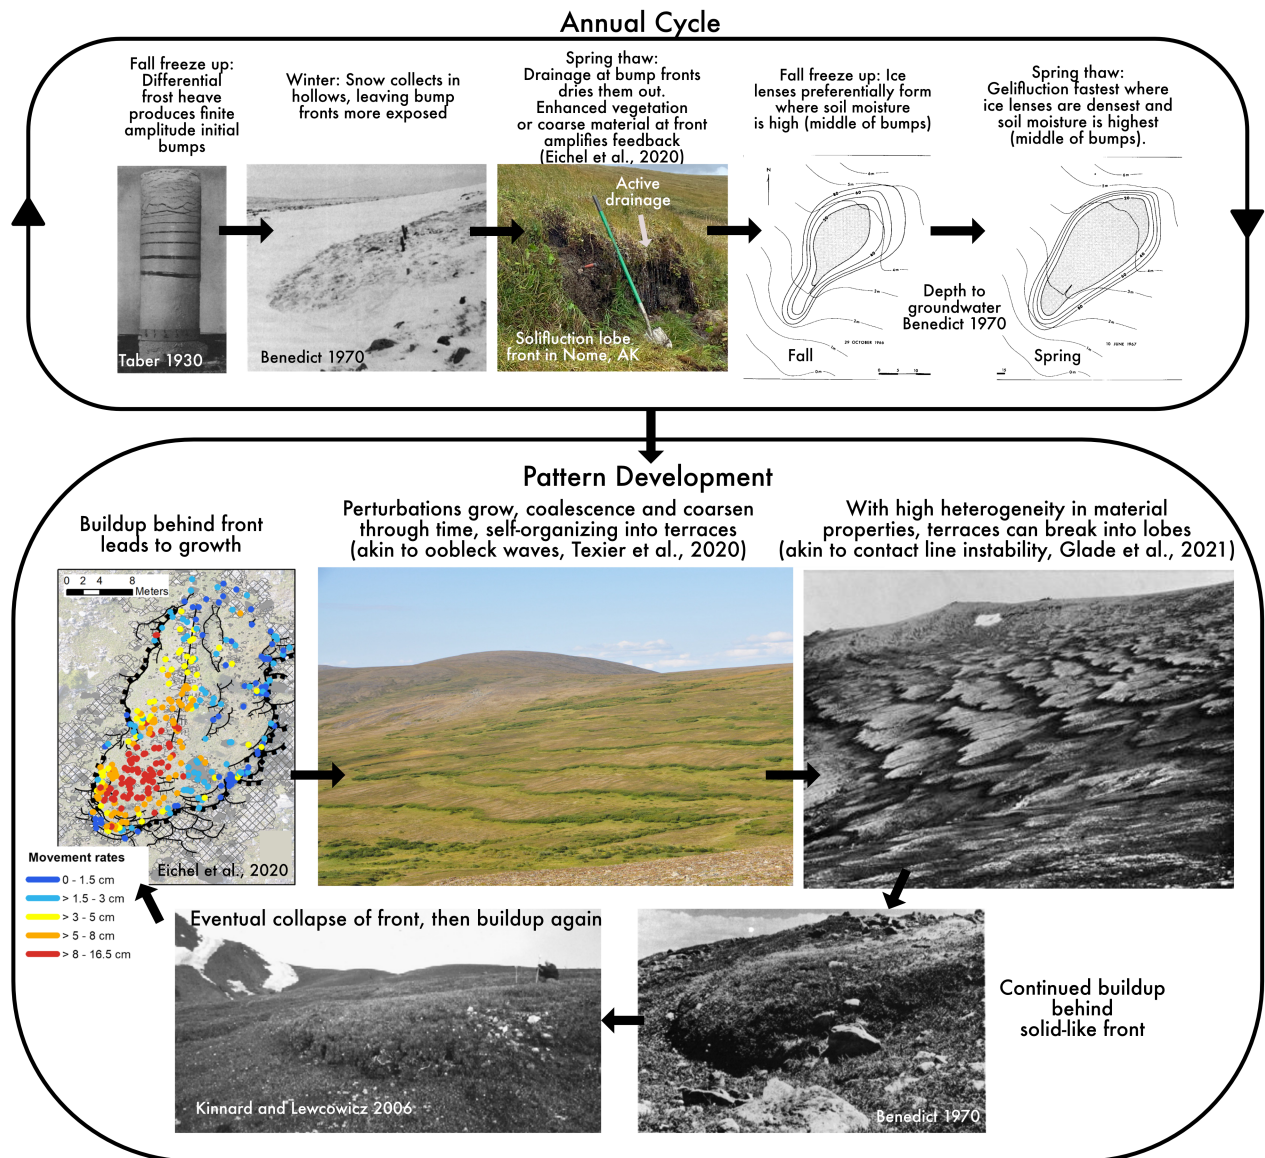 Annual Cycle
Fall freeze up:
Differential
frost heave
produces finite
amplitude initial
bumps
Winter: Snow collects in
hollows, leaving bump
fronts more exposed
Spring thaw:
Drainage at bump fronts
dries them out.
Enhanced vegetation
or coarse material at front
amplifies feedback
(Eichel et al., 2020)
Fall freeze up: Ice
lenses preferentially form
where soil moisture
is high (middle of bumps)
Spring thaw:
Gelifluction fastest where
ice lenses are densest and
soil moisture is highest
(middle of bumps).
Taber 1930
Benedict 1970
Active
drainage
Solifluction lobe
front in Nome, AK
N
Fall
29 OCTOBER 1966
0 5 10
Depth to
groundwater
Benedict 1970
Spring
10 JUNE 1967
Pattern Development
Buildup behind front
leads to growth
Perturbations grow, coalescence and coarsen
through time, self-organizing into terraces
(akin to oobleck waves, Texier et al., 2020)
With high heterogeneity in material
properties, terraces can break into lobes
(akin to contact line instability, Glade et al., 2021)
0 2 4 8
Meters
Eichel et al., 2020
Movement rates
0 - 1.5 cm
> 1.5 - 3 cm
> 3 - 5 cm
> 5 - 8 cm
> 8 - 16.5 cm
Eventual collapse of front, then buildup again
Kinnard and Lewcowicz 2006
Benedict 1970
Continued buildup
behind
solid-like front